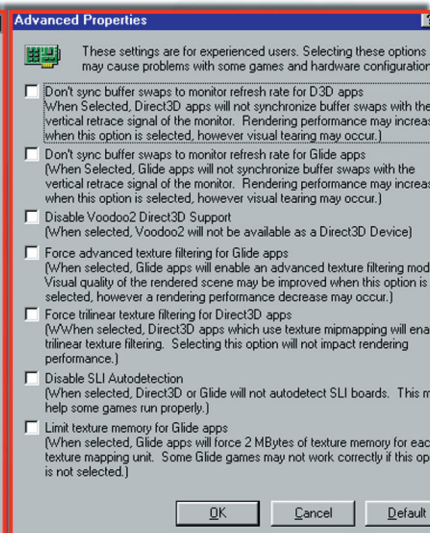 Advanced Properties
These settings are for experienced users. Selecting these options
may cause problems with some games and hardware configuration
Don't sync buffer swaps to monitor refresh rate for D3D apps
When Selected, Direct3D apps will not synchronize buffer swaps with the
vertical retrace signal of the monitor. Rendering performance may increas
when this option is selected, however visual tearing may occur.)
Don't sync buffer swaps to monitor refresh rate for Glide apps
(When Selected, Glide apps will not synchronize buffer swaps with the
vertical retrace signal of the monitor. Rendering performance may increas
when this option is selected, however visual tearing may occur.)
Disable Voodoo2 Direct3D Support
(When selected, Voodoo2 will not be available as a Direct3D Device)
Force advanced texture filtering for Glide apps
(When selected, Glide apps will enable an advanced texture filtering mod
Visual quality of the rendered scene may be improved when this option is
selected, however a rendering performance decrease may occur.)
Force trilinear texture filtering for Direct3D apps
(WWhen selected, Direct3D apps which use texture mipmapping will ena
trilinear texture filtering. Selecting this option will not impact rendering
performance.)
Disable SLI Autodetection
(When selected, Direct3D or Glide will not autodetect SLI boards. This m
help some games run properly.)
Limit texture memory for Glide apps
(When selected, Glide apps will force 2 MBytes of texture memory for eac
texture mapping unit. Some Glide games may not work correctly if this op
is not selected.)
OK Cancel Default